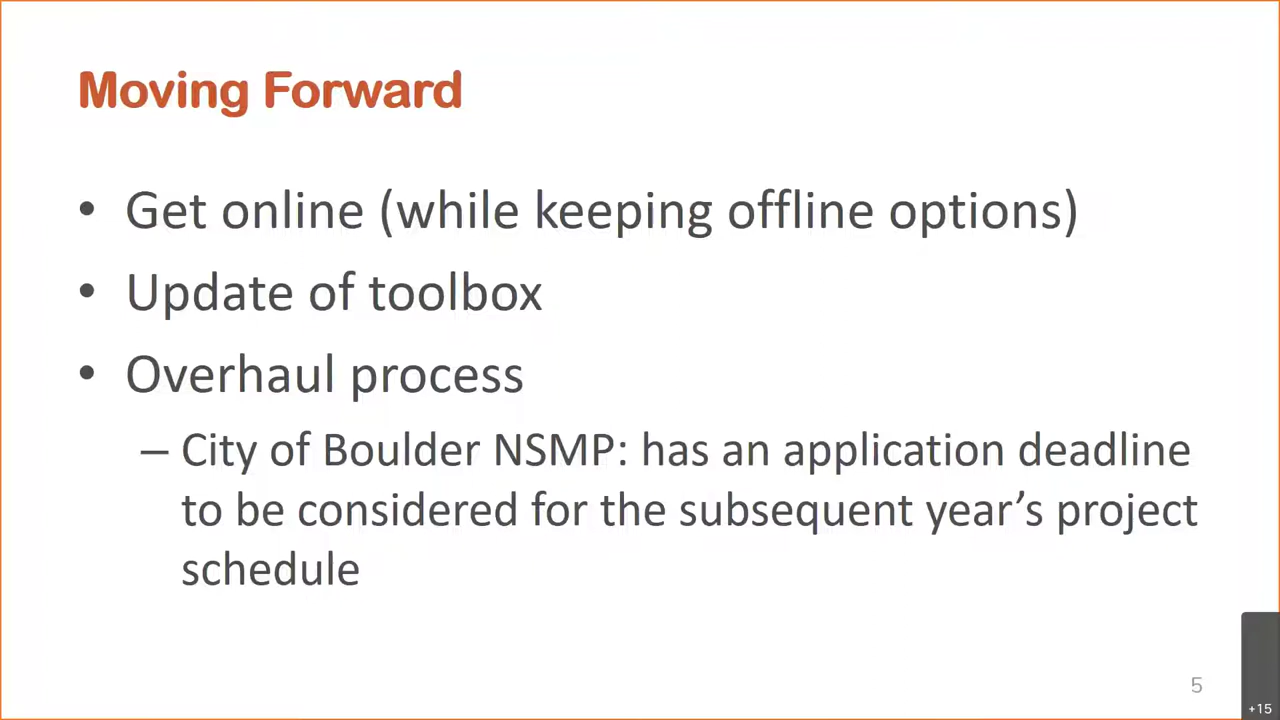 Moving Forward
• Get online (while keeping offline options)
• Update of toolbox
• Overhaul process
– City of Boulder NSMP: has an application deadline
to be considered for the subsequent year’s project
schedule
5
+15